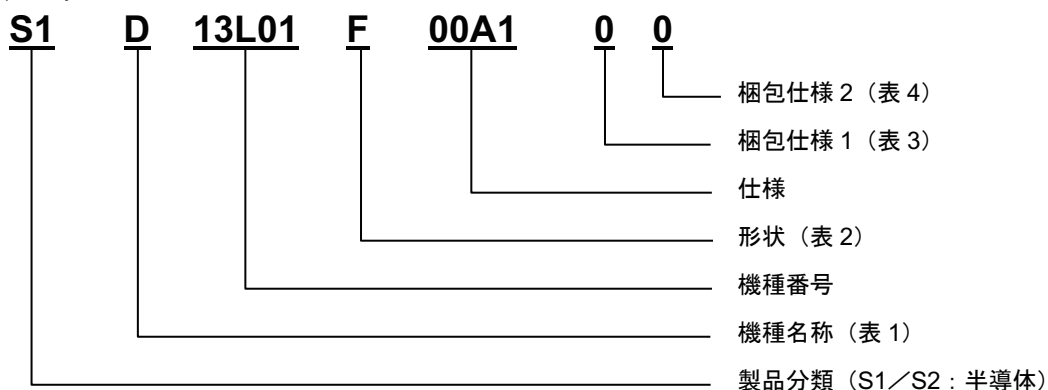 S1 D 13L01 F 00A1 0 0
梱包仕様 2（表 4）
梱包仕様 1（表 3）
仕様
形状（表 2）
機種番号
機種名称（表 1）
製品分類（S1／S2：半導体）